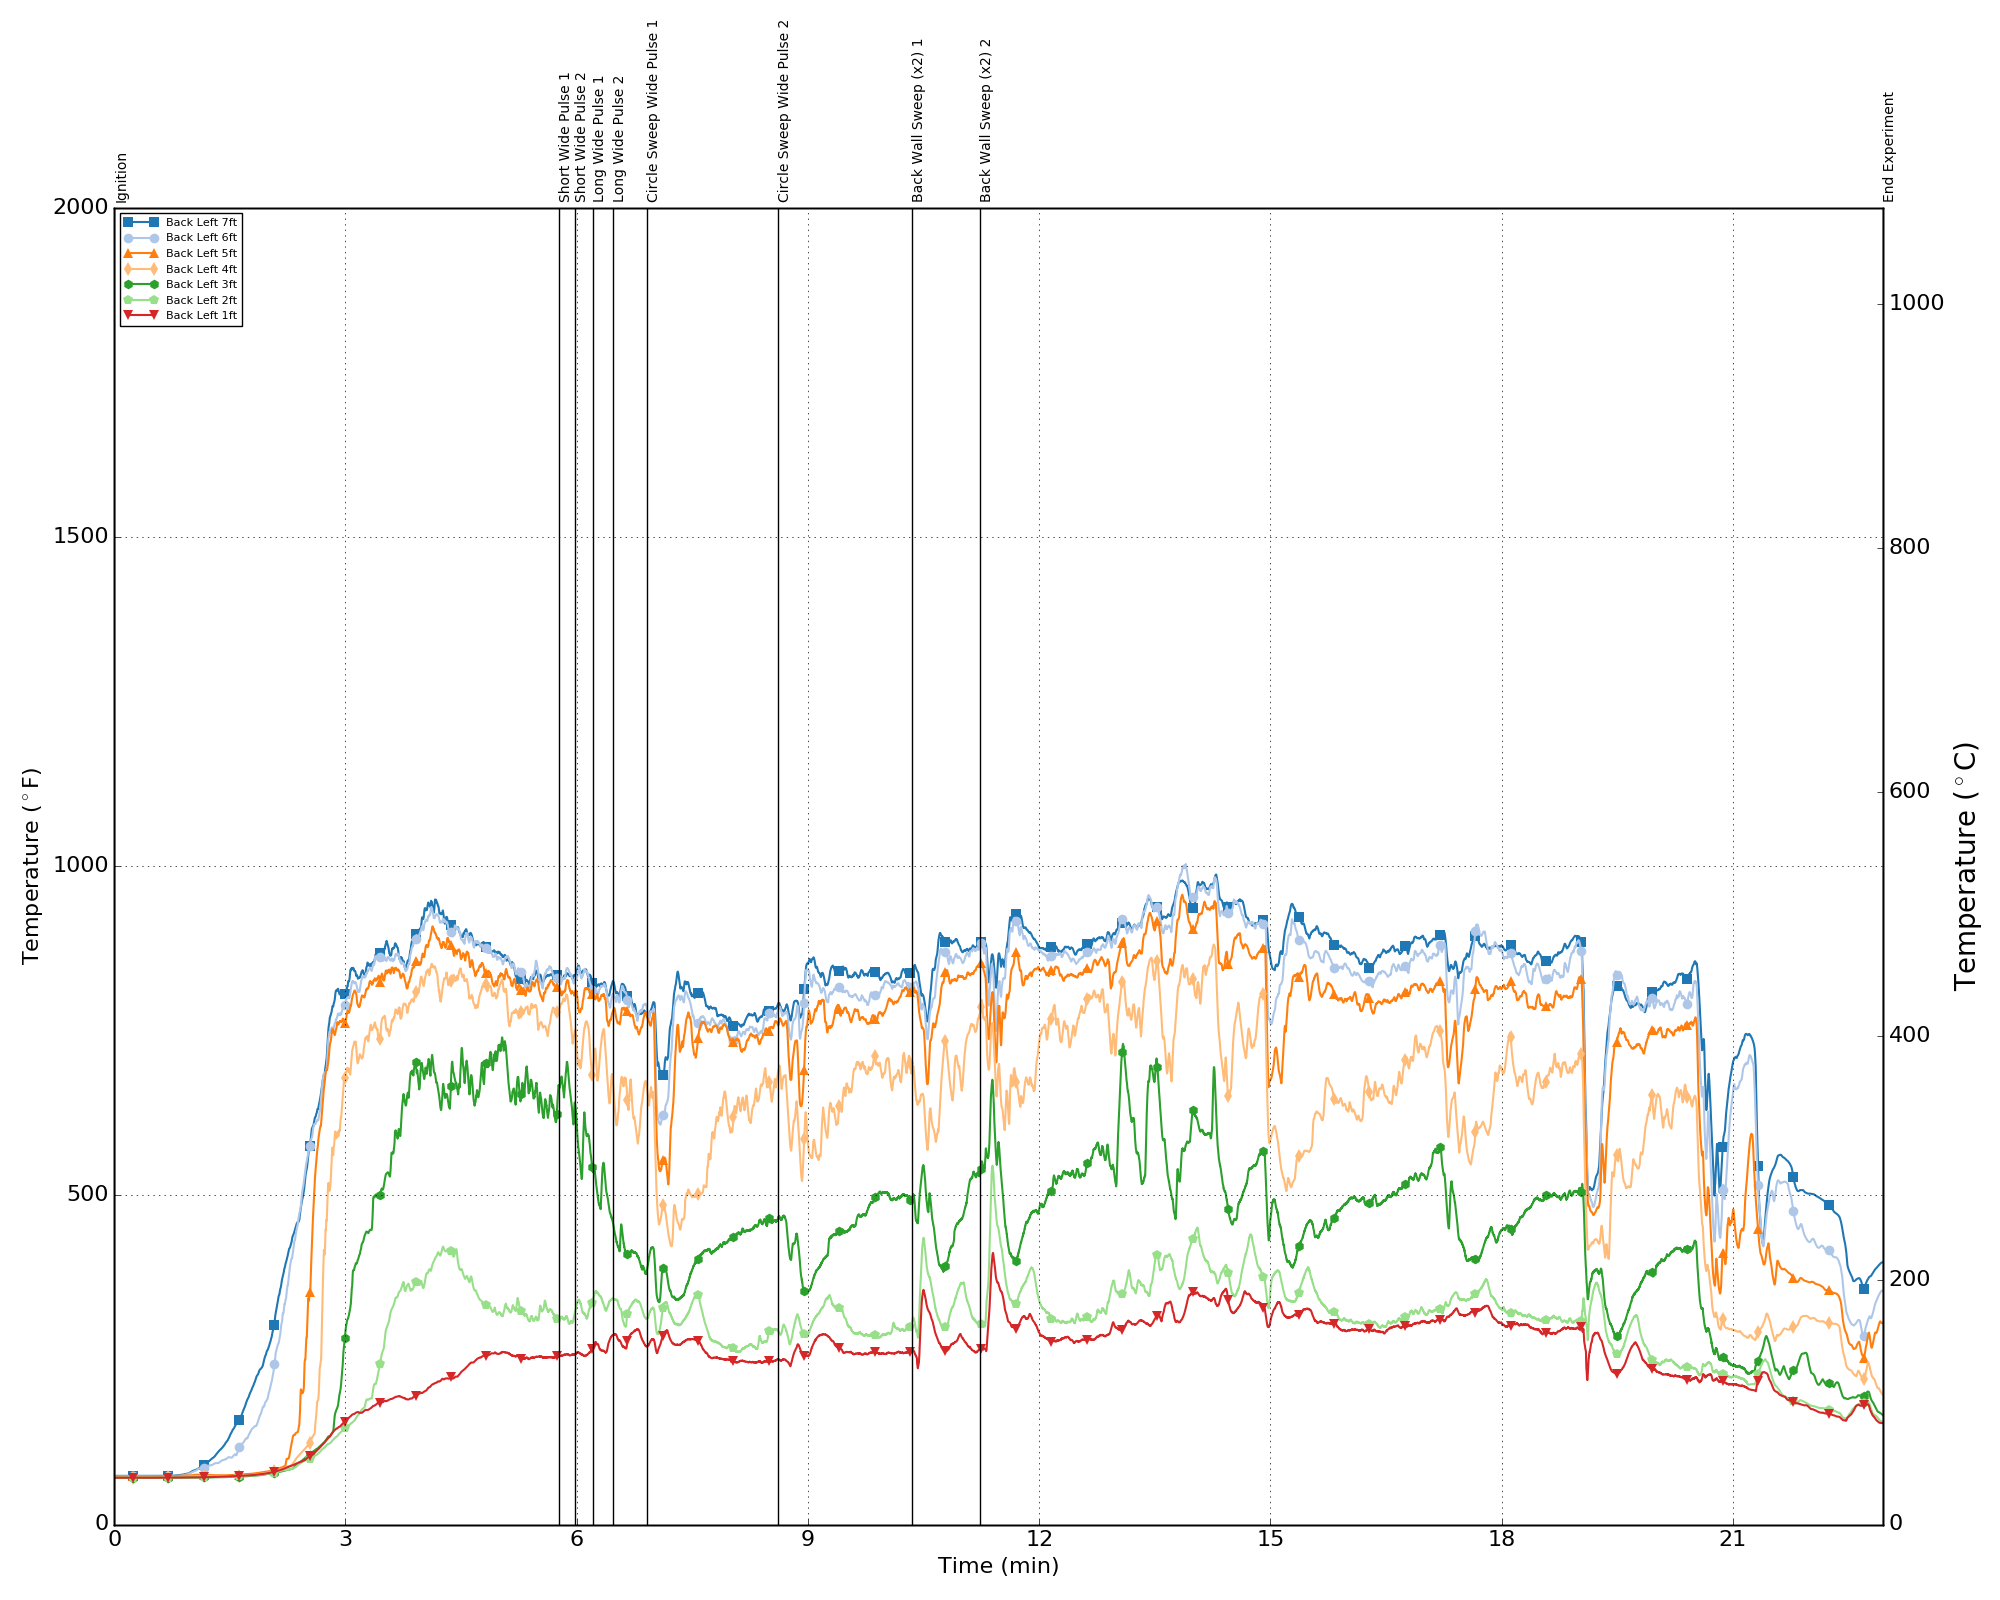 Ignition
Short Wide Pulse 1
Short Wide Pulse 2
Long Wide Pulse 1
Long Wide Pulse 2
Circle Sweep Wide Pulse 1
Circle Sweep Wide Pulse 2
Back Wall Sweep (x2) 1
Back Wall Sweep (x2) 2
End Experiment
Back Left 7ft
Back Left 6ft
Back Left 5ft
Back Left 4ft
Back Left 3ft
Back Left 2ft
Back Left 1ft
2000
1500
1000
500
0
Temperature (°F)
1000
800
600
400
200
0
Temperature (°C)
0 3 6 9 12 15 18 21
Time (min)